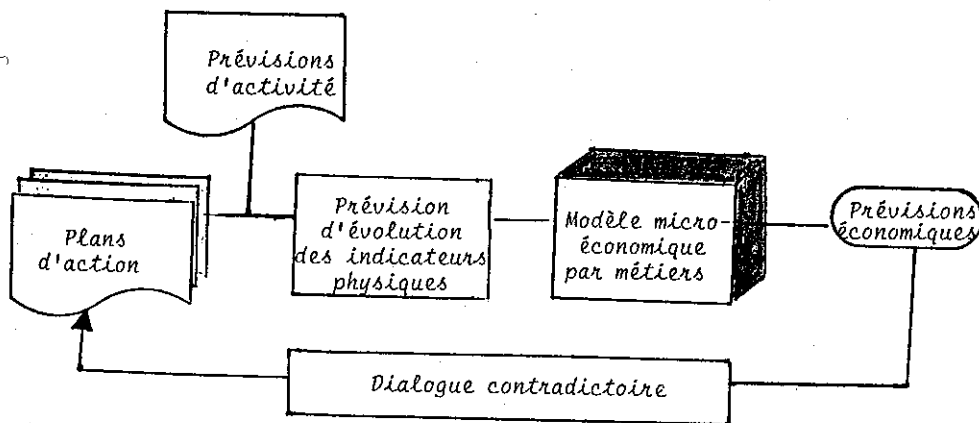 Prévisions
d'activité
Plans
d'action
Prévision
d'évolution
des indicateurs
physiques
Modèle micro-
économique
par métiers
Prévisions
économiques
Dialogue contradictoire